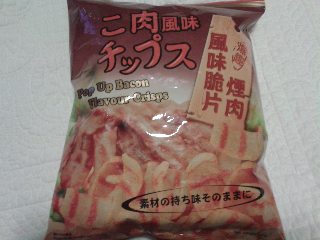 こ肉風味
チップス
Pop Up Bacon
Flavour Crisps
煙肉
風味脆片
素材の持ち味そのままに